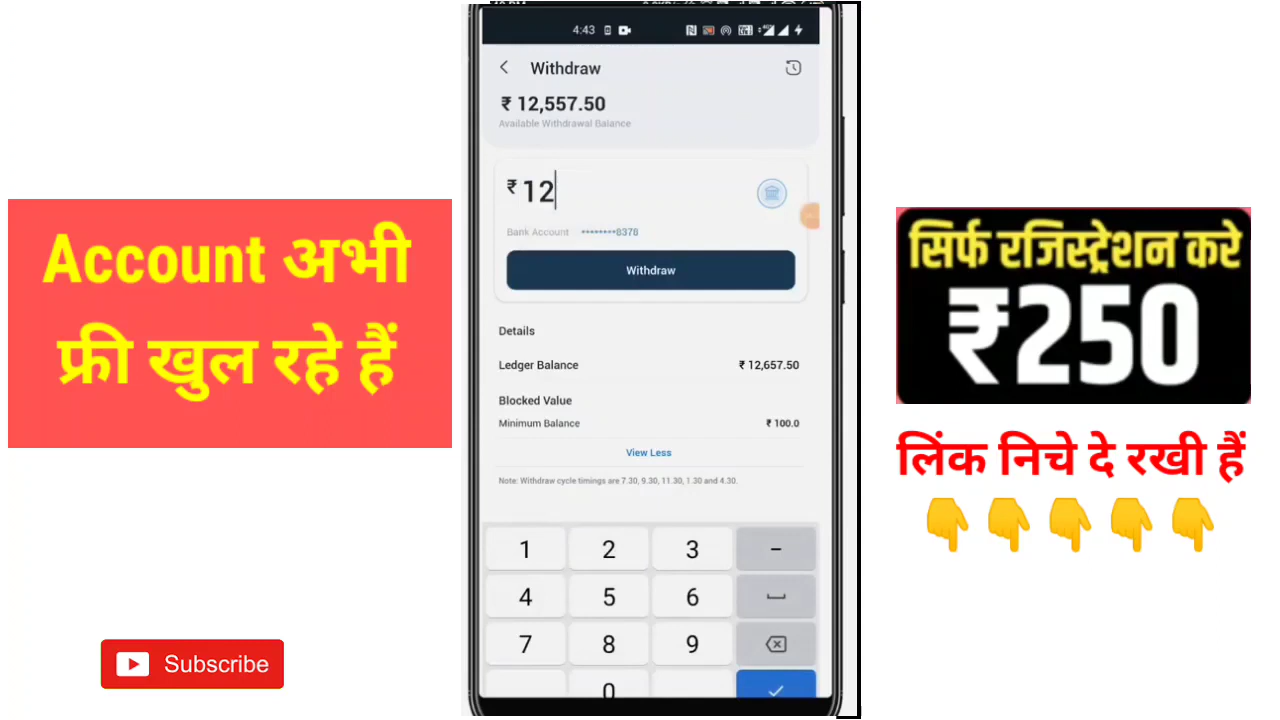 Account अभी
फ्री खुल रहे हैं
Subscribe
4:43
Withdraw
₹ 12,557.50
Available Withdrawal Balance
₹ 12
Bank Account ********8378
Withdraw
Details
Ledger Balance ₹ 12,657.50
Blocked Value
Minimum Balance ₹ 100.0
View Less
Note: Withdraw cycle timings are 7.30, 9.30, 11.30, 1.30 and 4.30.
1 2 3 -
4 5 6
7 8 9
0
सिर्फ रजिस्ट्रेशन करे
₹250
लिंक निचे दे रखी हैं
👇👇👇👇👇